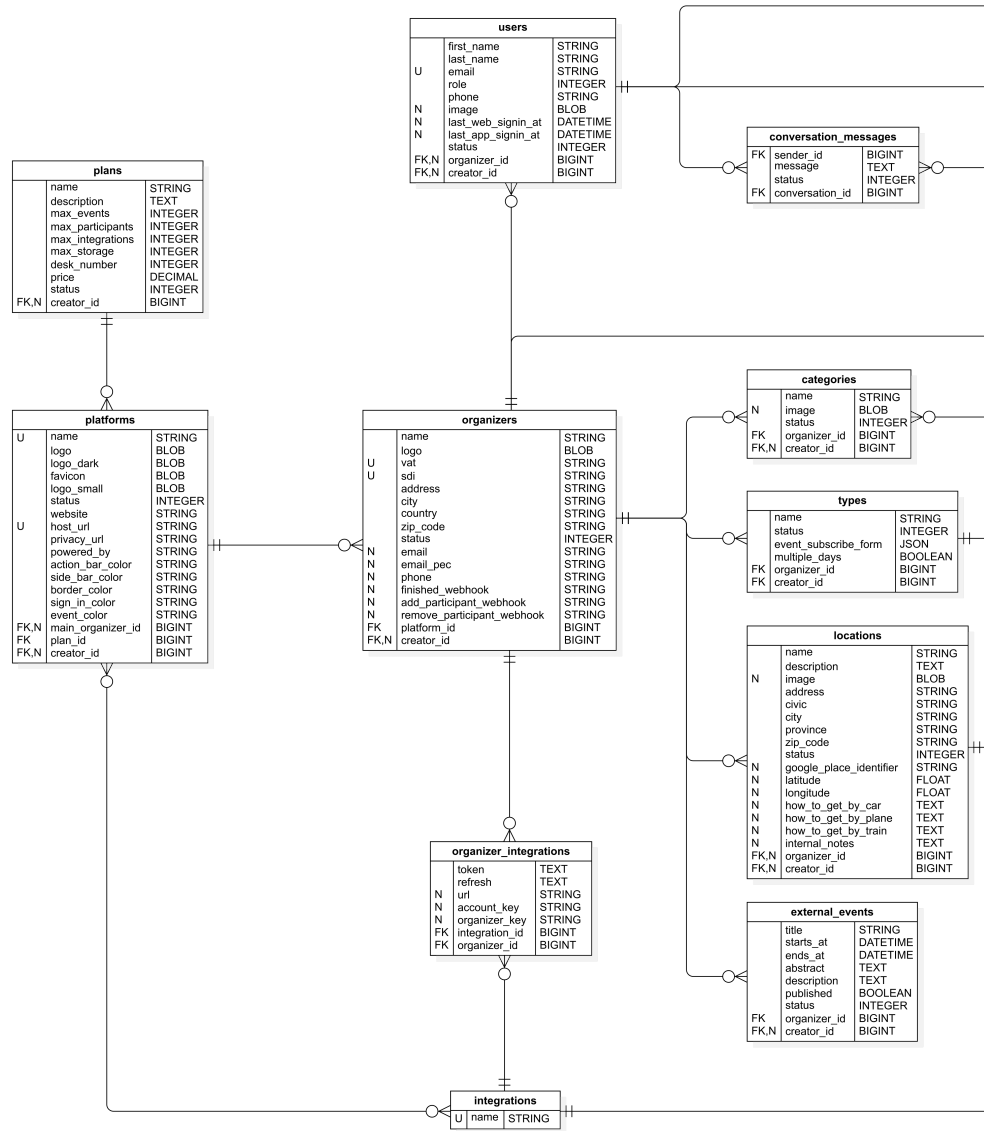 users
first_name STRING
last_name STRING
U email STRING
role INTEGER
phone STRING
N image BLOB
N last_web_signin_at DATETIME
N last_app_signin_at DATETIME
status INTEGER
FK,N organizer_id BIGINT
FK,N creator_id BIGINT
conversation_messages
FK sender_id BIGINT
message TEXT
status INTEGER
FK conversation_id BIGINT
plans
name STRING
description TEXT
max_events INTEGER
max_participants INTEGER
max_integrations INTEGER
max_storage INTEGER
desk_number INTEGER
price DECIMAL
status INTEGER
FK,N creator_id BIGINT
platforms
U name STRING
logo BLOB
logo_dark BLOB
favicon BLOB
logo_small BLOB
status INTEGER
website STRING
U host_url STRING
privacy_url STRING
powered_by STRING
action_bar_color STRING
side_bar_color STRING
border_color STRING
sign_in_color STRING
event_color STRING
FK,N main_organizer_id BIGINT
FK plan_id BIGINT
FK,N creator_id BIGINT
organizers
name STRING
logo BLOB
U vat STRING
U sdi STRING
address STRING
city STRING
country STRING
zip_code STRING
status INTEGER
N email STRING
N email_pec STRING
N phone STRING
N finished_webhook STRING
N add_participant_webhook STRING
N remove_participant_webhook STRING
FK platform_id BIGINT
FK,N creator_id BIGINT
categories
name STRING
N image BLOB
status INTEGER
FK organizer_id BIGINT
FK,N creator_id BIGINT
types
name STRING
status INTEGER
event_subscribe_form JSON
multiple_days BOOLEAN
FK organizer_id BIGINT
FK creator_id BIGINT
locations
name STRING
description TEXT
N image BLOB
address STRING
civic STRING
city STRING
province STRING
zip_code STRING
status INTEGER
N google_place_identifier STRING
N latitude FLOAT
N longitude FLOAT
N how_to_get_by_car TEXT
N how_to_get_by_plane TEXT
N how_to_get_by_train TEXT
N internal_notes TEXT
FK,N organizer_id BIGINT
FK,N creator_id BIGINT
organizer_integrations
token TEXT
refresh TEXT
N url STRING
N account_key STRING
N organizer_key STRING
FK integration_id BIGINT
FK organizer_id BIGINT
external_events
title STRING
starts_at DATETIME
ends_at DATETIME
abstract TEXT
description TEXT
published BOOLEAN
status INTEGER
FK organizer_id BIGINT
FK,N creator_id BIGINT
integrations
U name STRING